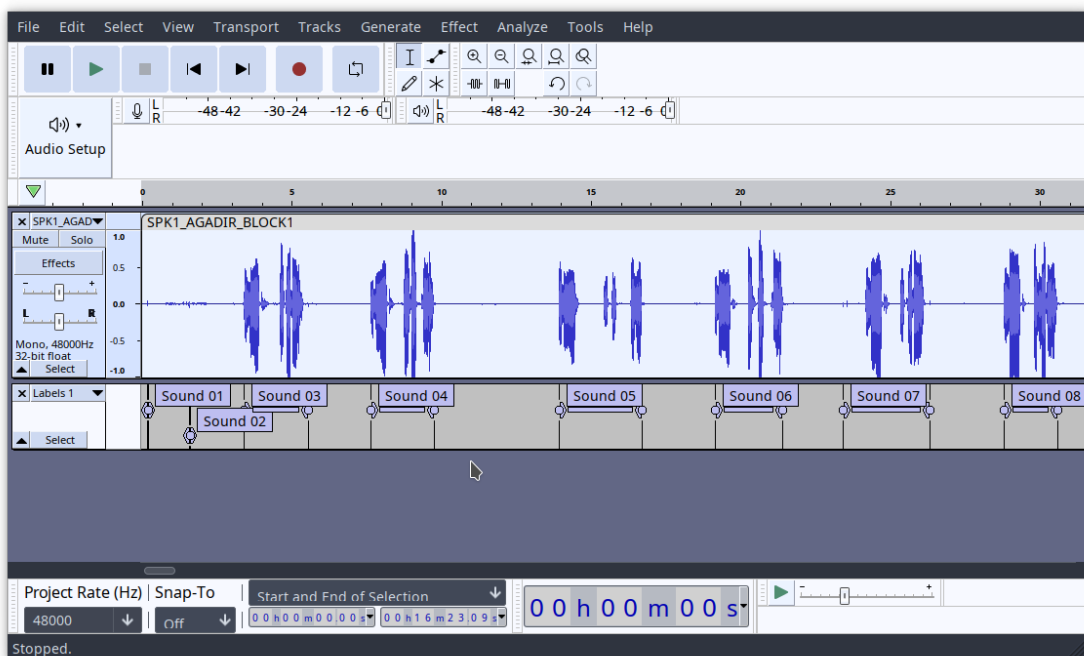 File Edit Select View Transport Tracks Generate Effect Analyze Tools Help
L
R
-48 -42 -30 -24 -12 -6 0
L
R
-48 -42 -30 -24 -12 -6 0
Audio Setup
0 5 10 15 20 25 30
SPK1_AGAD
SPK1_AGADIR_BLOCK1
Mute Solo
Effects
- +
L R
Mono, 48000Hz
32-bit float
Select
1.0
0.5
0.0
-0.5
-1.0
Labels 1
Select
Sound 01 Sound 03 Sound 04 Sound 05 Sound 06 Sound 07 Sound 08
Sound 02
Project Rate (Hz) Snap-To
48000 Off
Start and End of Selection
00h00m00.00s 00h16m23.09s
00h00m00s
- +
Stopped.